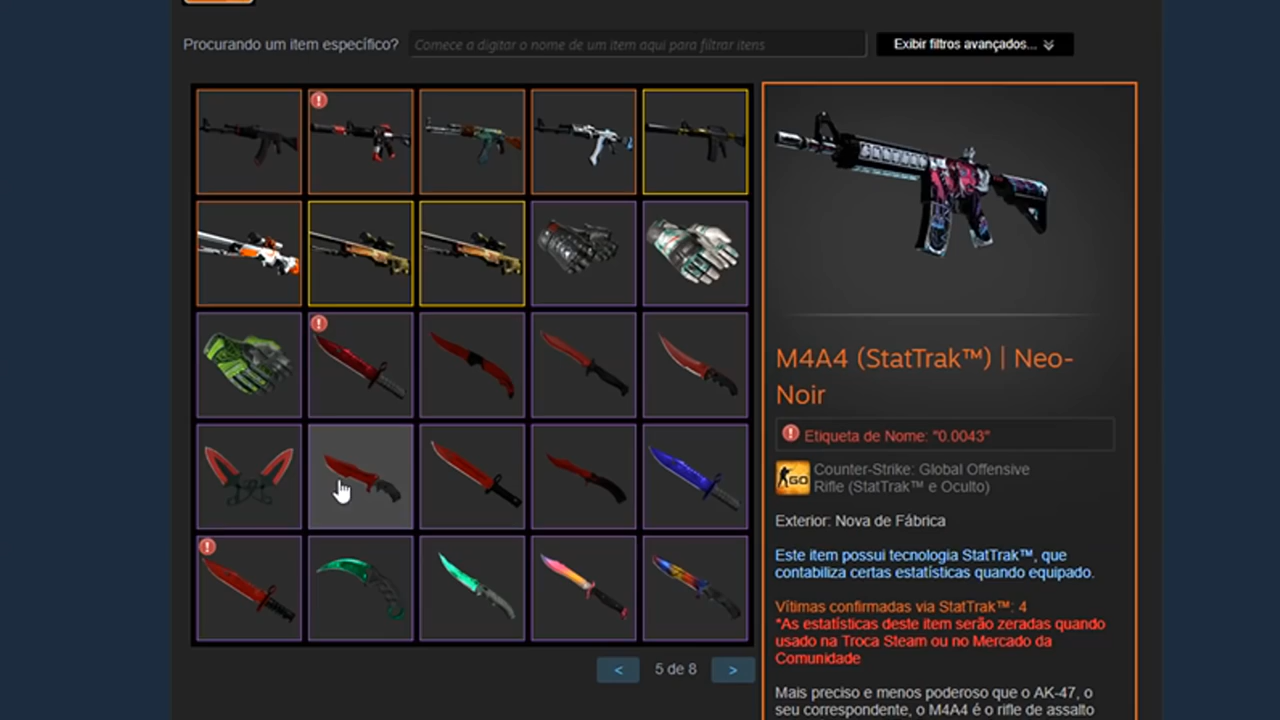 Procurando um item específico?
Comece a digitar o nome de um item aqui para filtrar itens
Exibir filtros avançados...
M4A4 (StatTrak™) | Neo-
Noir
Etiqueta de Nome: "0.0043"
GO
Counter-Strike: Global Offensive
Rifle (StatTrak™ e Oculto)
Exterior: Nova de Fábrica
Este item possui tecnologia StatTrak™, que
contabiliza certas estatísticas quando equipado.
Vítimas confirmadas via StatTrak™: 4
*As estatísticas deste item serão zeradas quando
usado na Troca Steam ou no Mercado da
Comunidade
Mais preciso e menos poderoso que o AK-47, o
seu correspondente, o M4A4 é o rifle de assalto
< 5 de 8 >